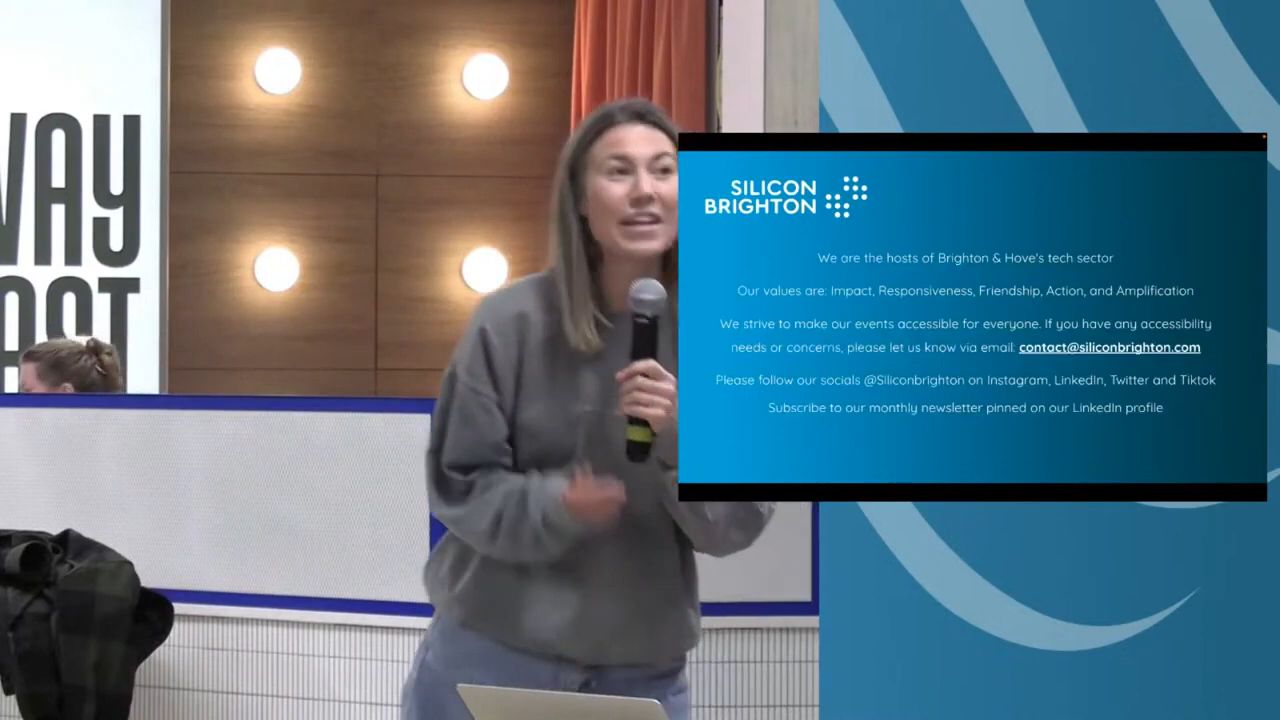 WAY
SILICON
BRIGHTON
We are the hosts of Brighton & Hove's tech sector
Our values are: Impact, Responsiveness, Friendship, Action, and Amplification
We strive to make our events accessible for everyone. If you have any accessibility
needs or concerns, please let us know via email: contact@siliconbrighton.com
Please follow our socials @Siliconbrighton on Instagram, LinkedIn, Twitter and Tiktok
Subscribe to our monthly newsletter pinned on our LinkedIn profile